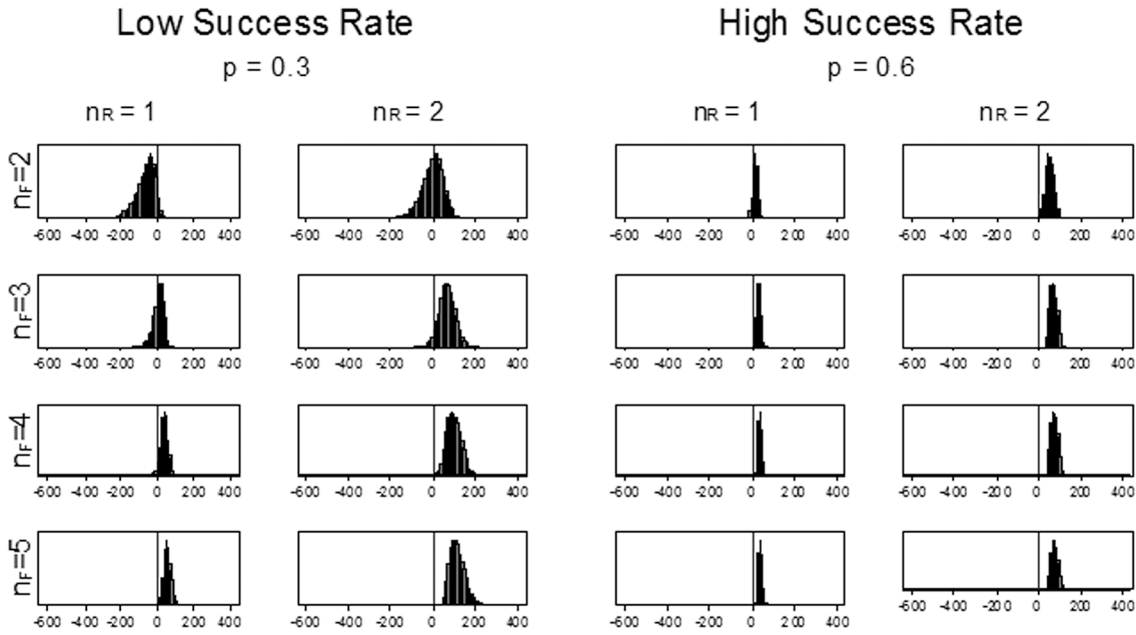 Low Success Rate High Success Rate
p = 0.3 p = 0.6
nR = 1 nR = 2 nR = 1 nR = 2
nF=2
-600 -400 -200 0 200 400 -600 -400 -200 0 200 400 -600 -400 -200 0 200 400 -600 -400 -200 0 200 400
nF=3
-600 -400 -200 0 200 400 -600 -400 -200 0 200 400 -600 -400 -200 0 200 400 -600 -400 -200 0 200 400
nF=4
-600 -400 -200 0 200 400 -600 -400 -200 0 200 400 -600 -400 -200 0 200 400 -600 -400 -200 0 200 400
nF=5
-600 -400 -200 0 200 400 -600 -400 -200 0 200 400 -600 -400 -200 0 200 400 -600 -400 -200 0 200 400